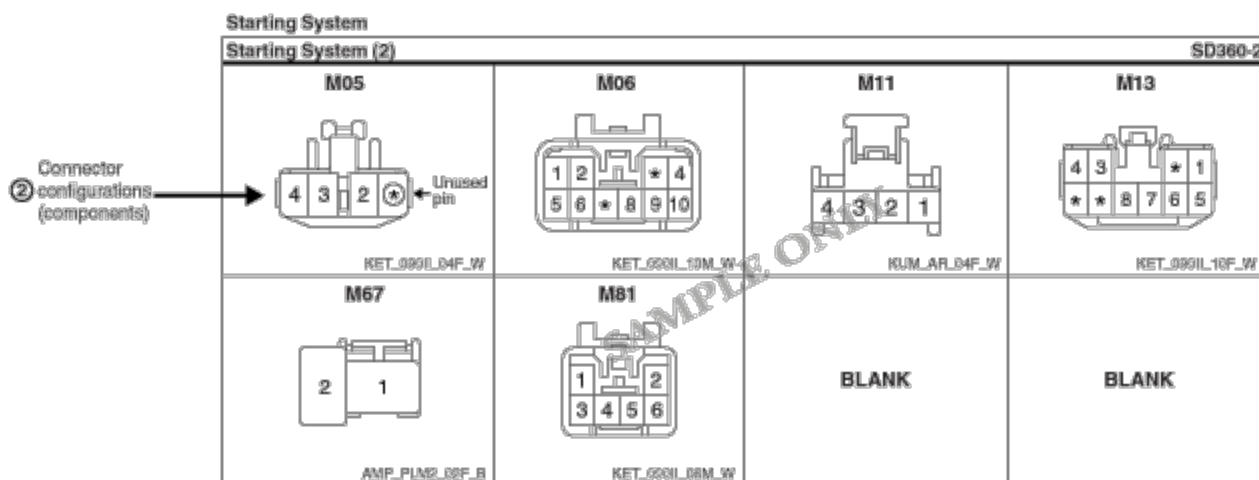 Starting System
Starting System (2) SD360-2
M05 M06 M11 M13
② Connector configurations (components)
4 3 2 *
Unused pin
1 2 * 4
5 6 * 8 9 10
4 3 2 1
4 3 * 1
* * 8 7 6 5
KET_090II_04F_W KET_090II_10M_W KUM_AR_04F_W KET_090II_10F_W
SAMPLE ONLY
M67 M81
2 1
1 2
3 4 5 6
BLANK BLANK
KET_090II_06M_W